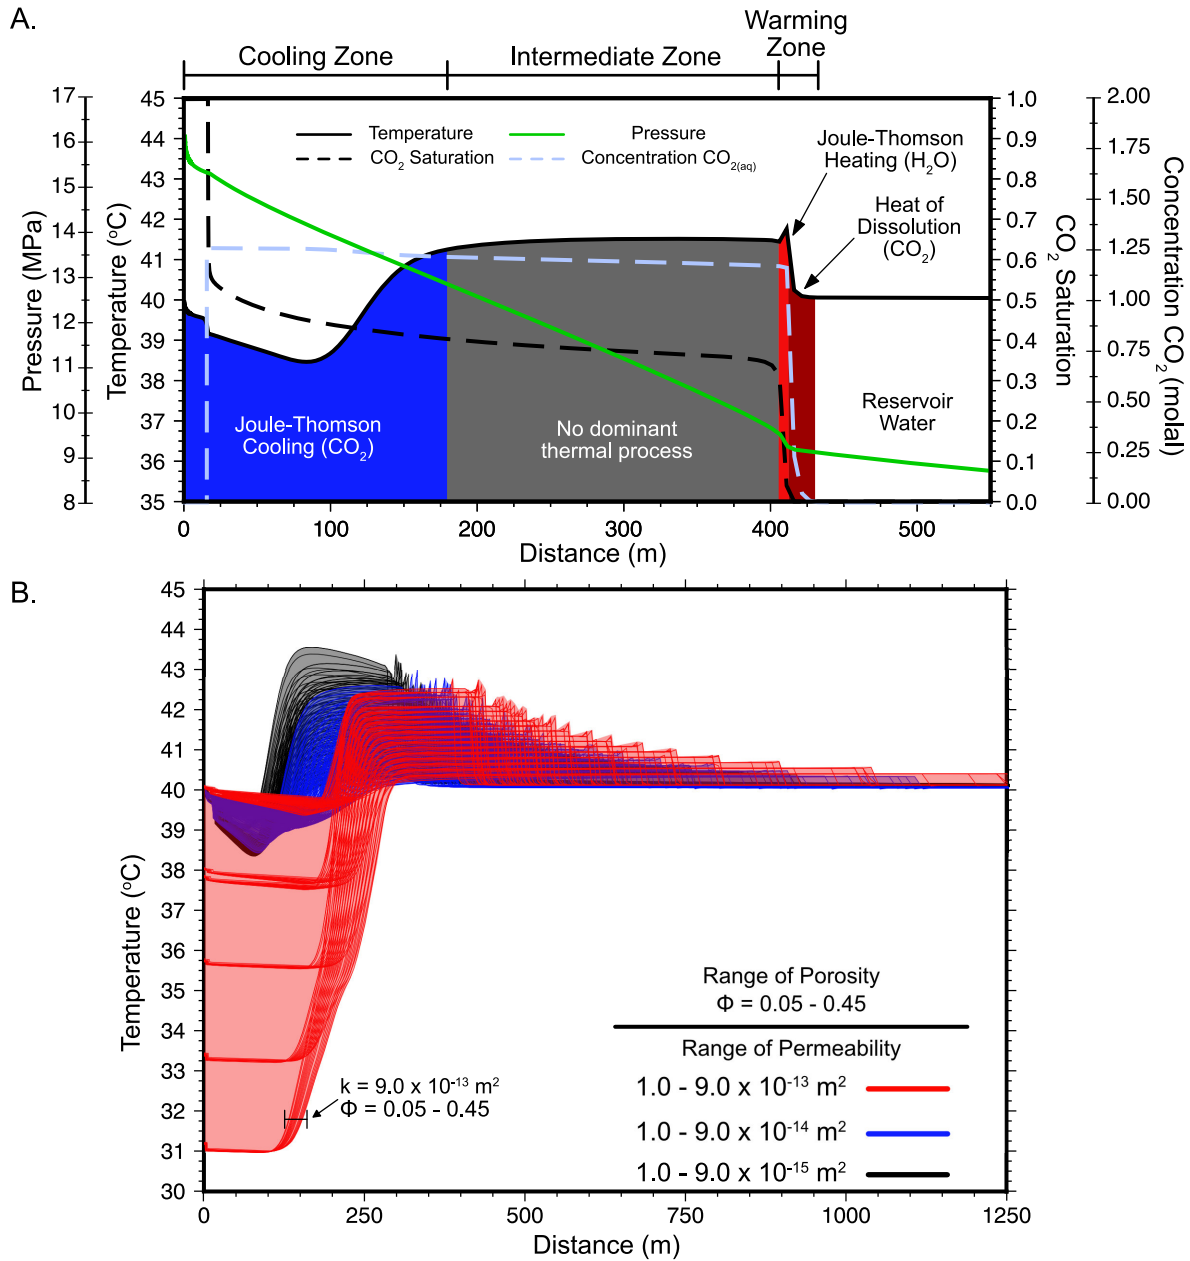 A.
Cooling Zone
Intermediate Zone
Warming
Zone
17
16
15
14
13
12
11
10
9
8
Pressure (MPa)
45
44
43
42
41
40
39
38
37
36
35
Temperature (°C)
Temperature
Pressure
CO₂ Saturation
Concentration CO₂₍aq₎
Joule-Thomson
Heating (H₂O)
Heat of
Dissolution
(CO₂)
Joule-Thomson
Cooling (CO₂)
No dominant
thermal process
Reservoir
Water
1.0
0.9
0.8
0.7
0.6
0.5
0.4
0.3
0.2
0.1
0.0
CO₂ Saturation
2.00
1.75
1.50
1.25
1.00
0.75
0.50
0.25
0.00
Concentration CO₂ (molal)
0 100 200 300 400 500
Distance (m)
B.
45
44
43
42
41
40
39
38
37
36
35
34
33
32
31
30
Temperature (°C)
k = 9.0 x 10⁻¹³ m²
Φ = 0.05 - 0.45
Range of Porosity
Φ = 0.05 - 0.45
Range of Permeability
1.0 - 9.0 x 10⁻¹³ m²
1.0 - 9.0 x 10⁻¹⁴ m²
1.0 - 9.0 x 10⁻¹⁵ m²
0 250 500 750 1000 1250
Distance (m)